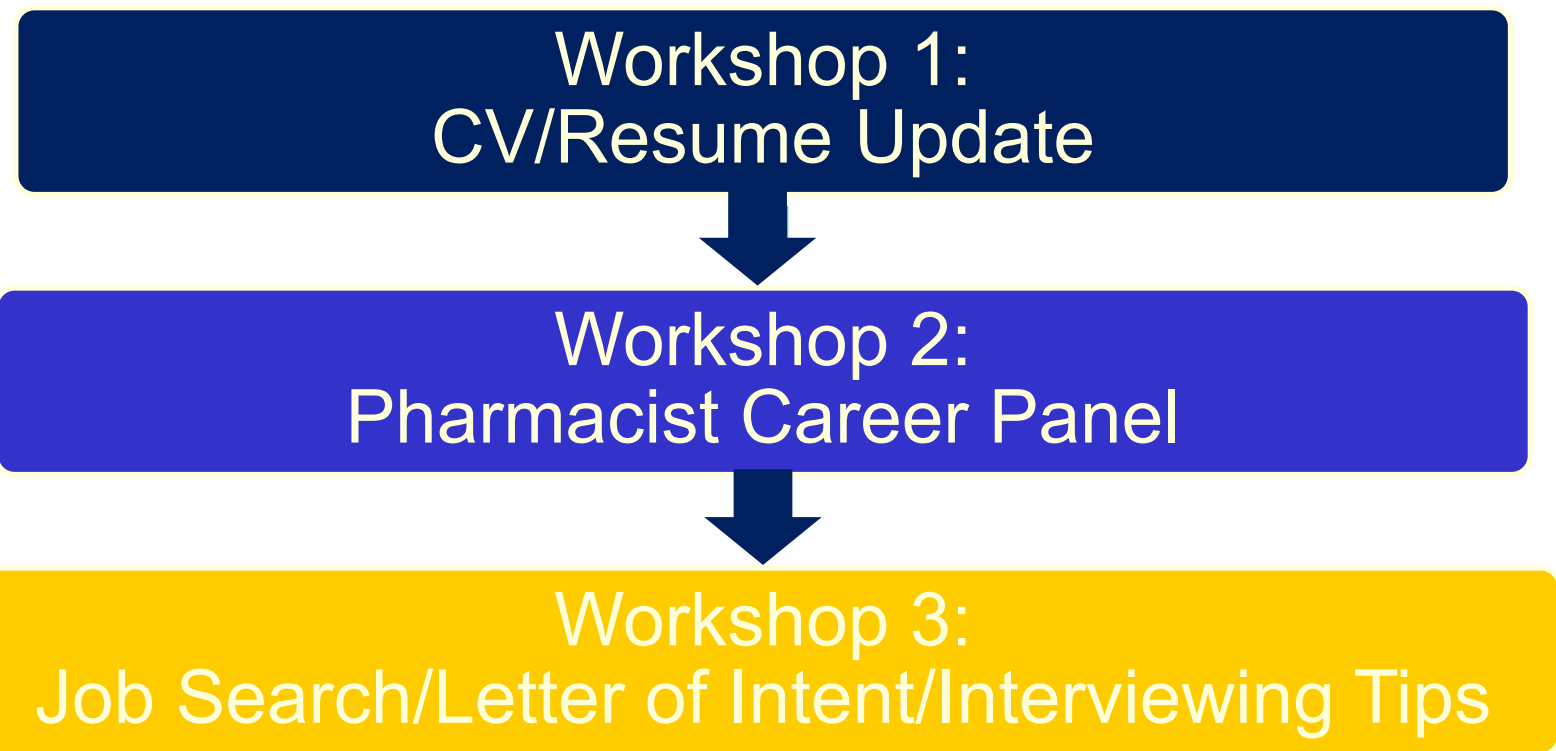 Workshop 1:
CV/Resume Update
Workshop 2:
Pharmacist Career Panel
Workshop 3:
Job Search/Letter of Intent/Interviewing Tips